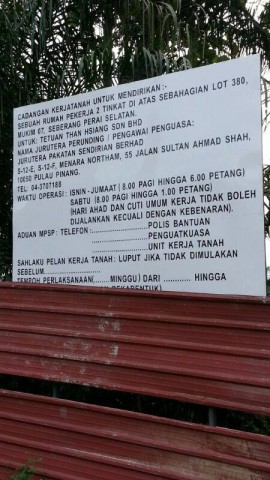 CADANGAN KERJATANAH UNTUK MENDIRIKAN :-
SEBUAH RUMAH PEKERJA 2 TINGKAT DI ATAS SEBAHAGIAN LOT 380,
MUKIM 07, SEBERANG PERAI SELATAN.
UNTUK: TETUAN THAN HSIANG SDN BHD
NAMA JURUTERA PERUNDING / PENGAWAI PENGUASA:
JURUTERA PAKATAN SENDIRIAN BERHAD
S-12-E, S-12-F, MENARA NORTHAM, 55 JALAN SULTAN AHMAD SHAH,
10050 PULAU PINANG.
TEL: 04-3707188
WAKTU OPERASI : ISNIN - JUMAAT ( 8.00 PAGI HINGGA 6.00 PETANG)
SABTU (8.00 PAGI HINGGA 1.00 PETANG)
(HARI AHAD DAN CUTI UMUM KERJA TIDAK BOLEH
DIJALANKAN KECUALI DENGAN KEBENARAN).
ADUAN MPSP : TELEFON :....................POLIS BANTUAN
....................PENGUATKUASA
....................UNIT KERJA TANAH
SAHLAKU PELAN KERJA TANAH: LUPUT JIKA TIDAK DIMULAKAN
SEBELUM....................
TEMPOH PERLAKSANAAN(.......MINGGU) DARI ........... HINGGA